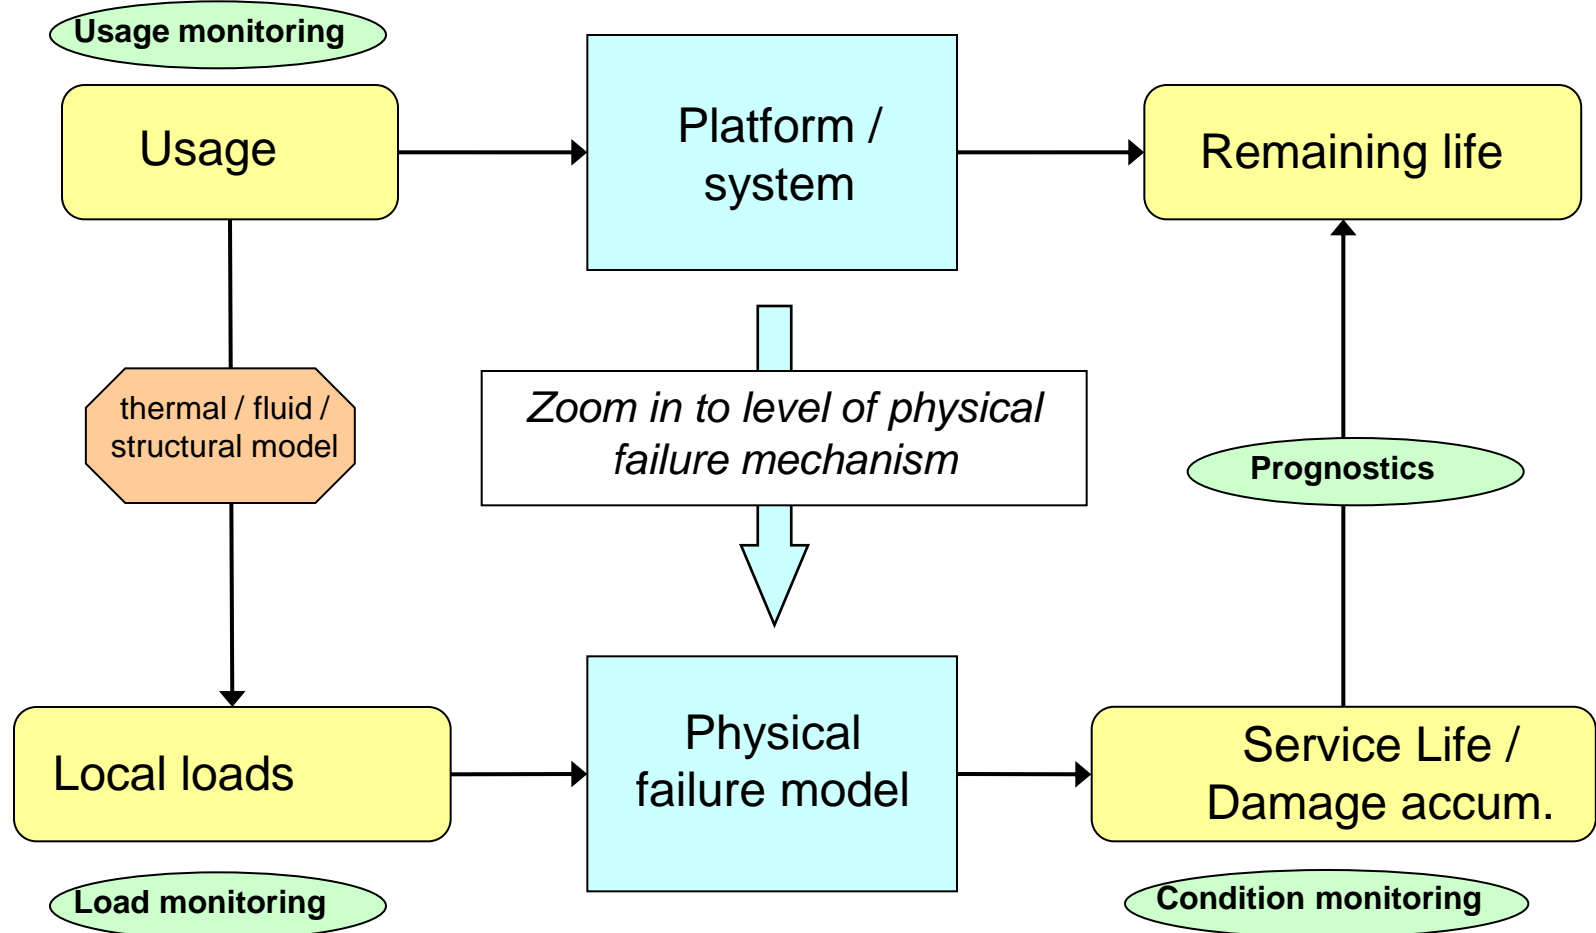 Usage monitoring
Usage
Platform /
system
Remaining life
thermal / fluid /
structural model
Zoom in to level of physical
failure mechanism
Prognostics
Local loads
Physical
failure model
Service Life /
Damage accum.
Load monitoring
Condition monitoring